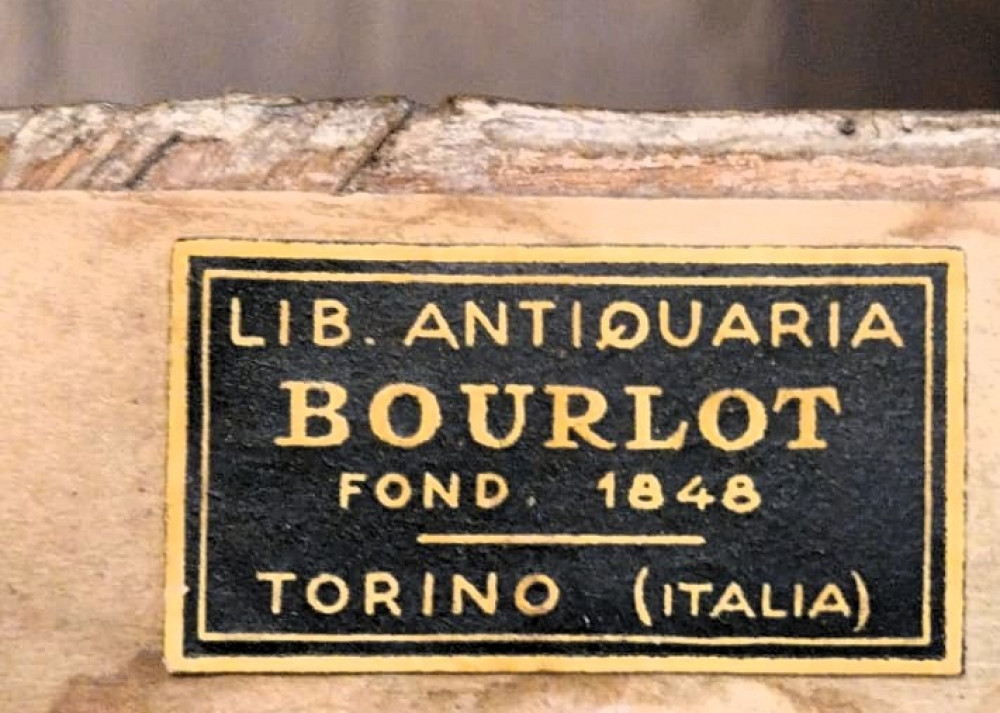 LIB. ANTIQUARIA
BOURLOT
FOND. 1848
TORINO (ITALIA)